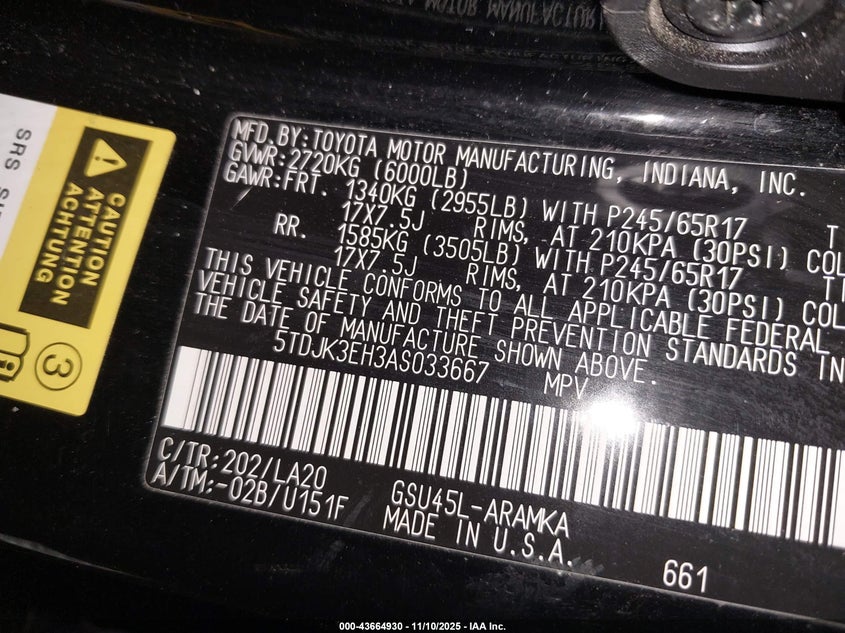 MFD. BY: TOYOTA MOTOR MANUFACTURING, INDIANA, INC.
GVWR: 2720KG (6000LB)
GAWR: FRT. 1340KG (2955LB) WITH P245/65R17
17X7.5J RIMS, AT 210KPA (30PSI) COL
RR. 1585KG (3505LB) WITH P245/65R17
17X7.5J RIMS, AT 210KPA (30PSI) COL
THIS VEHICLE CONFORMS TO ALL APPLICABLE FEDERAL
VEHICLE SAFETY AND THEFT PREVENTION STANDARDS IN
THE DATE OF MANUFACTURE SHOWN ABOVE.
5TDJK3EH3AS033667 MPV
C/TR: 202/LA20
A/TM: -02B/U151F
GSU45L-ARAMKA
MADE IN U.S.A.
661
CAUTION
ATTENTION
ACHTUNG
SRS
3
000-43664930 - 11/10/2025 - IAA Inc.